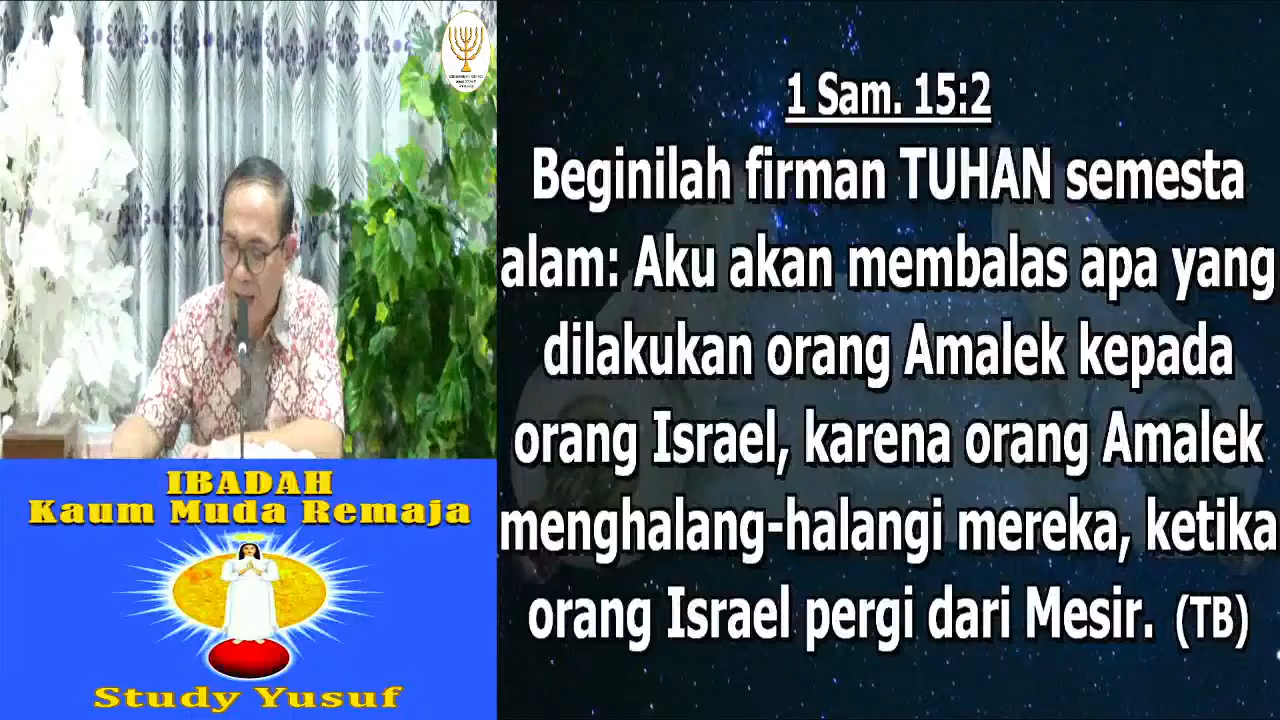 1 Sam. 15:2
Beginilah firman TUHAN semesta
alam: Aku akan membalas apa yang
dilakukan orang Amalek kepada
orang Israel, karena orang Amalek
menghalang-halangi mereka, ketika
orang Israel pergi dari Mesir. (TB)
IBADAH
Kaum Muda Remaja
Study Yusuf